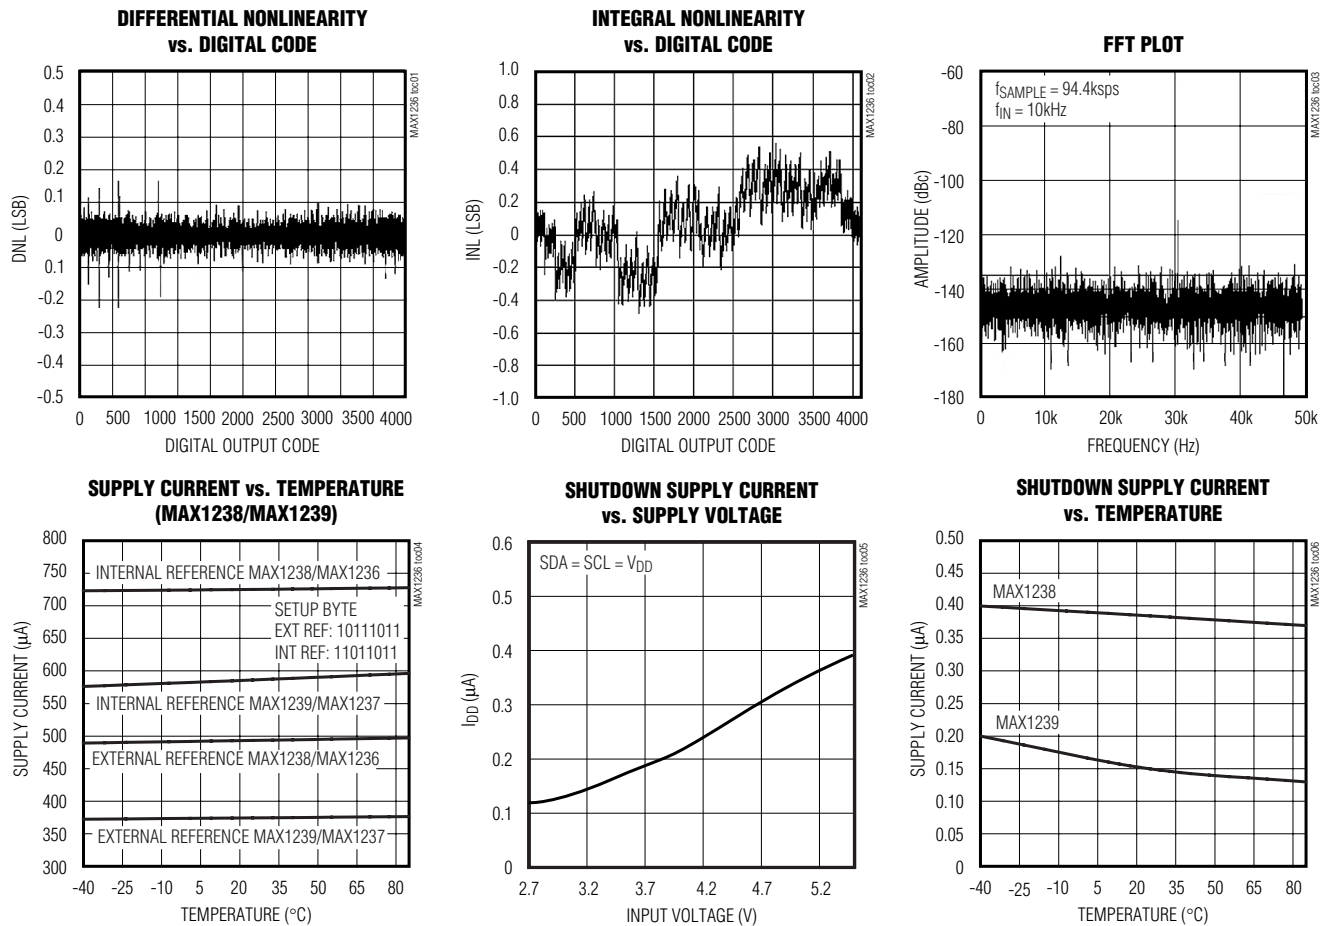 DIFFERENTIAL NONLINEARITY
vs. DIGITAL CODE
MAX1236 toc01
0.5
0.4
0.3
0.2
0.1
0
0.1
-0.2
-0.3
-0.4
-0.5
DNL (LSB)
0 500 1000 1500 2000 2500 3000 3500 4000
DIGITAL OUTPUT CODE
INTEGRAL NONLINEARITY
vs. DIGITAL CODE
MAX1236 toc02
1.0
0.8
0.6
0.4
0.2
0
-0.2
-0.4
-0.6
-0.8
-1.0
INL (LSB)
0 500 1000 1500 2000 2500 3000 3500 4000
DIGITAL OUTPUT CODE
FFT PLOT
MAX1236 toc03
fSAMPLE = 94.4ksps
fIN = 10kHz
-60
-80
-100
-120
-140
-160
-180
AMPLITUDE (dBc)
0 10k 20k 30k 40k 50k
FREQUENCY (Hz)
SUPPLY CURRENT vs. TEMPERATURE
(MAX1238/MAX1239)
MAX1236 toc04
800
750
700
650
600
550
500
450
400
350
300
SUPPLY CURRENT (µA)
INTERNAL REFERENCE MAX1238/MAX1236
SETUP BYTE
EXT REF: 10111011
INT REF: 11011011
INTERNAL REFERENCE MAX1239/MAX1237
EXTERNAL REFERENCE MAX1238/MAX1236
EXTERNAL REFERENCE MAX1239/MAX1237
-40 -25 -10 5 20 35 50 65 80
TEMPERATURE (°C)
SHUTDOWN SUPPLY CURRENT
vs. SUPPLY VOLTAGE
MAX1236 toc05
SDA = SCL = VDD
0.6
0.5
0.4
0.3
0.2
0.1
0
IDD (µA)
2.7 3.2 3.7 4.2 4.7 5.2
INPUT VOLTAGE (V)
SHUTDOWN SUPPLY CURRENT
vs. TEMPERATURE
MAX1236 toc06
0.50
0.45
0.40
0.35
0.30
0.25
0.20
0.15
0.10
0.05
0
SUPPLY CURRENT (µA)
MAX1238
MAX1239
-40 -25 -10 5 20 35 50 65 80
TEMPERATURE (°C)